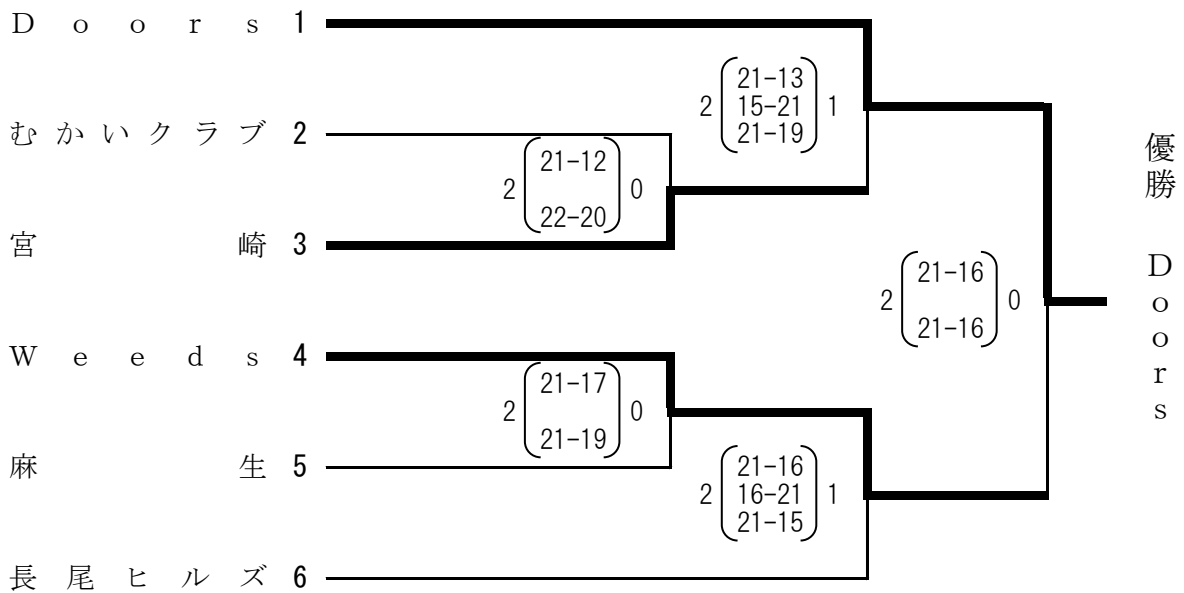 Doors 1
2 21-13 15-21 21-19 1
むかいクラブ 2
2 21-12 22-20 0
宮崎 3
2 21-16 21-16 0
優勝 Doors
Weeds 4
2 21-17 21-19 0
麻生 5
2 21-16 16-21 21-15 1
長尾ヒルズ 6